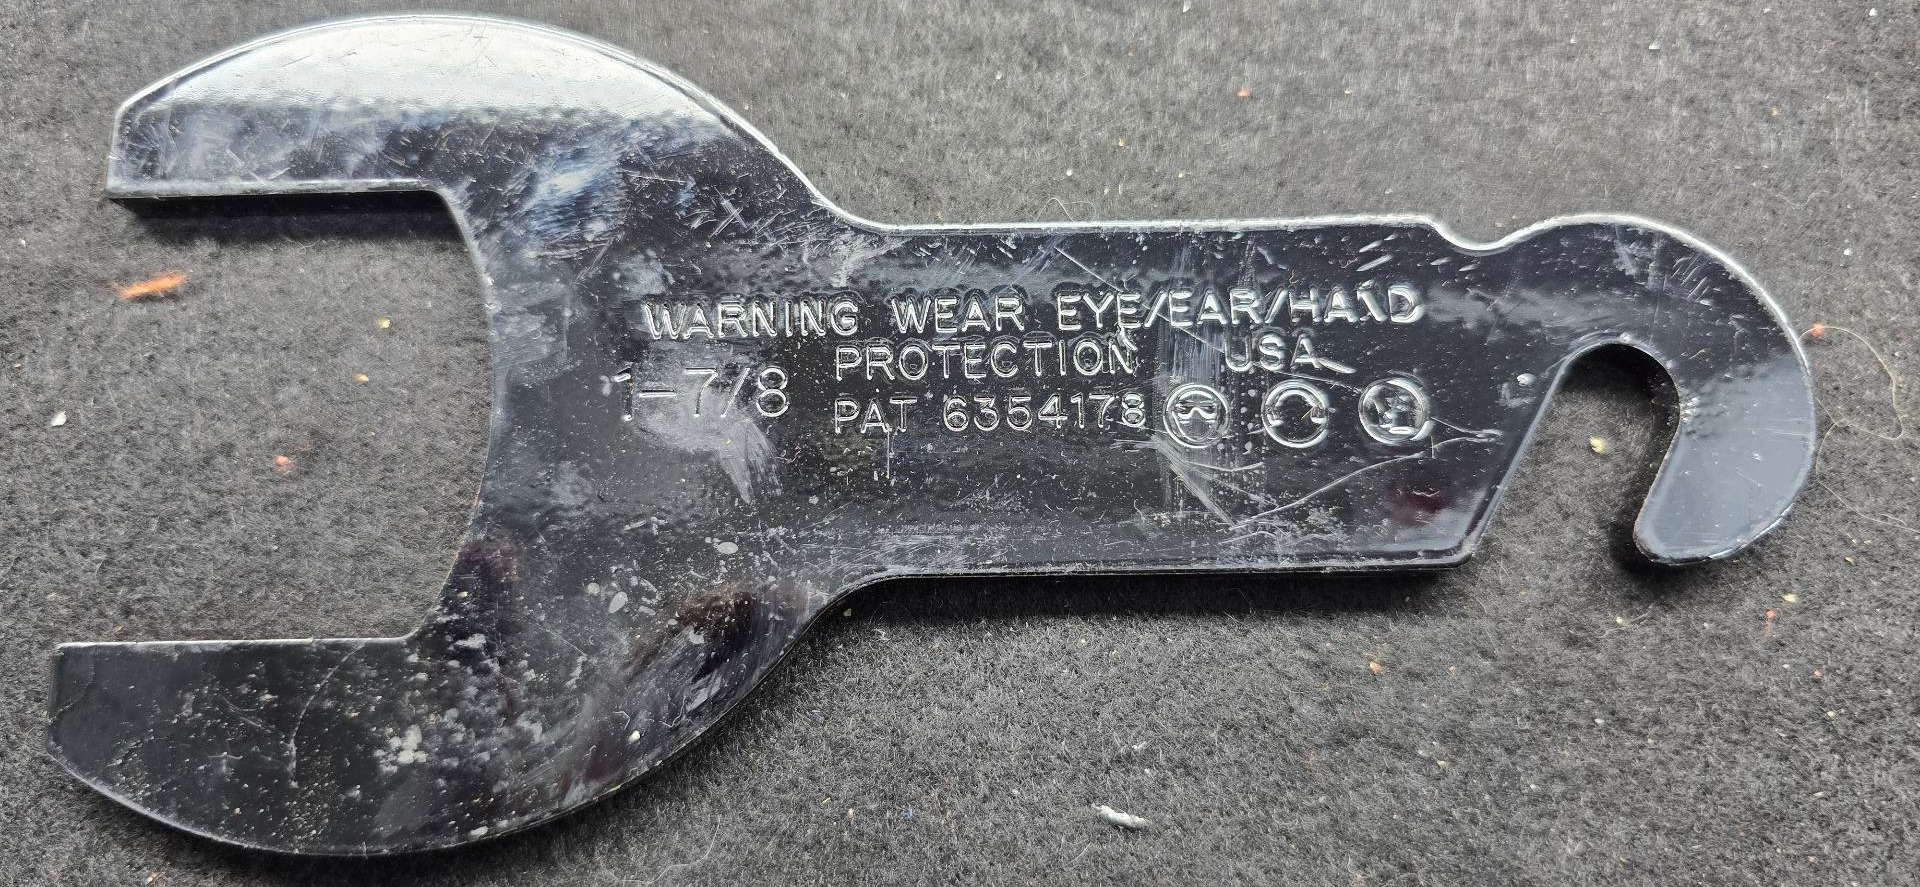 WARNING WEAR EYE/EAR/HAND
PROTECTION USA
1-7/8
PAT 6354178